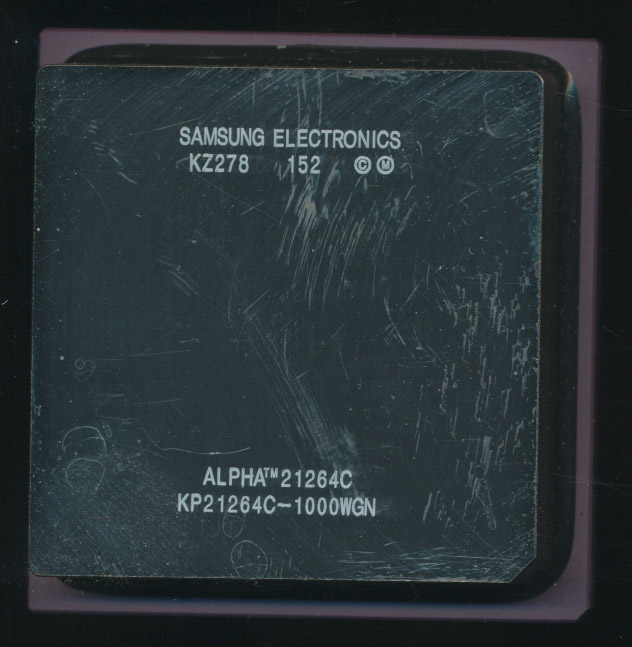 SAMSUNG ELECTRONICS
KZ278 152 Ⓒ Ⓜ
ALPHA™21264C
KP21264C-1000WGN